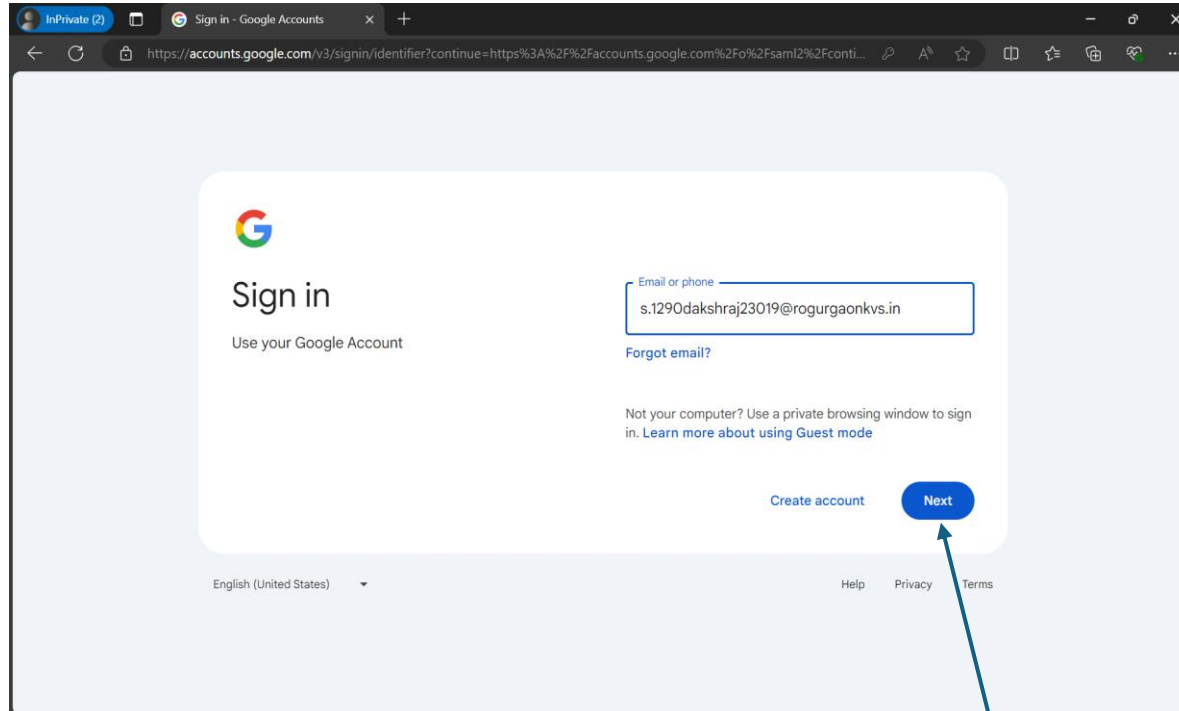 InPrivate (2)
Sign in - Google Accounts
https://accounts.google.com/v3/signin/identifier?continue=https%3A%2F%2Faccounts.google.com%2Fo%2Fsaml2%2Fconti...
Sign in
Use your Google Account
Email or phone
s.1290dakshraj23019@rogurgaonkvs.in
Forgot email?
Not your computer? Use a private browsing window to sign
in. Learn more about using Guest mode
Create account
Next
English (United States)
Help
Privacy
Terms